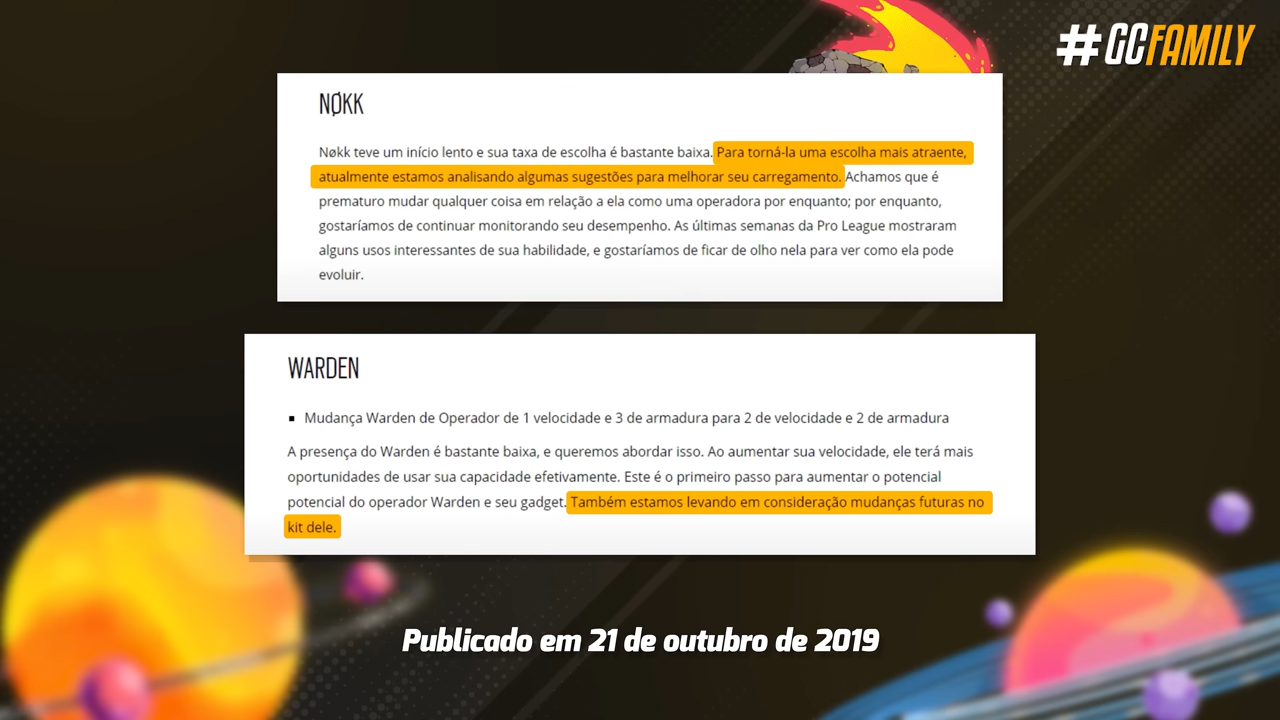 #GCFAMILY
NØKK
Nøkk teve um início lento e sua taxa de escolha é bastante baixa. Para torná-la uma escolha mais atraente,
atualmente estamos analisando algumas sugestões para melhorar seu carregamento. Achamos que é
prematuro mudar qualquer coisa em relação a ela como uma operadora por enquanto; por enquanto,
gostaríamos de continuar monitorando seu desempenho. As últimas semanas da Pro League mostraram
alguns usos interessantes de sua habilidade, e gostaríamos de ficar de olho nela para ver como ela pode
evoluir.
WARDEN
▪ Mudança Warden de Operador de 1 velocidade e 3 de armadura para 2 de velocidade e 2 de armadura
A presença do Warden é bastante baixa, e queremos abordar isso. Ao aumentar sua velocidade, ele terá mais
oportunidades de usar sua capacidade efetivamente. Este é o primeiro passo para aumentar o potencial
potencial do operador Warden e seu gadget. Também estamos levando em consideração mudanças futuras no
kit dele.
Publicado em 21 de outubro de 2019